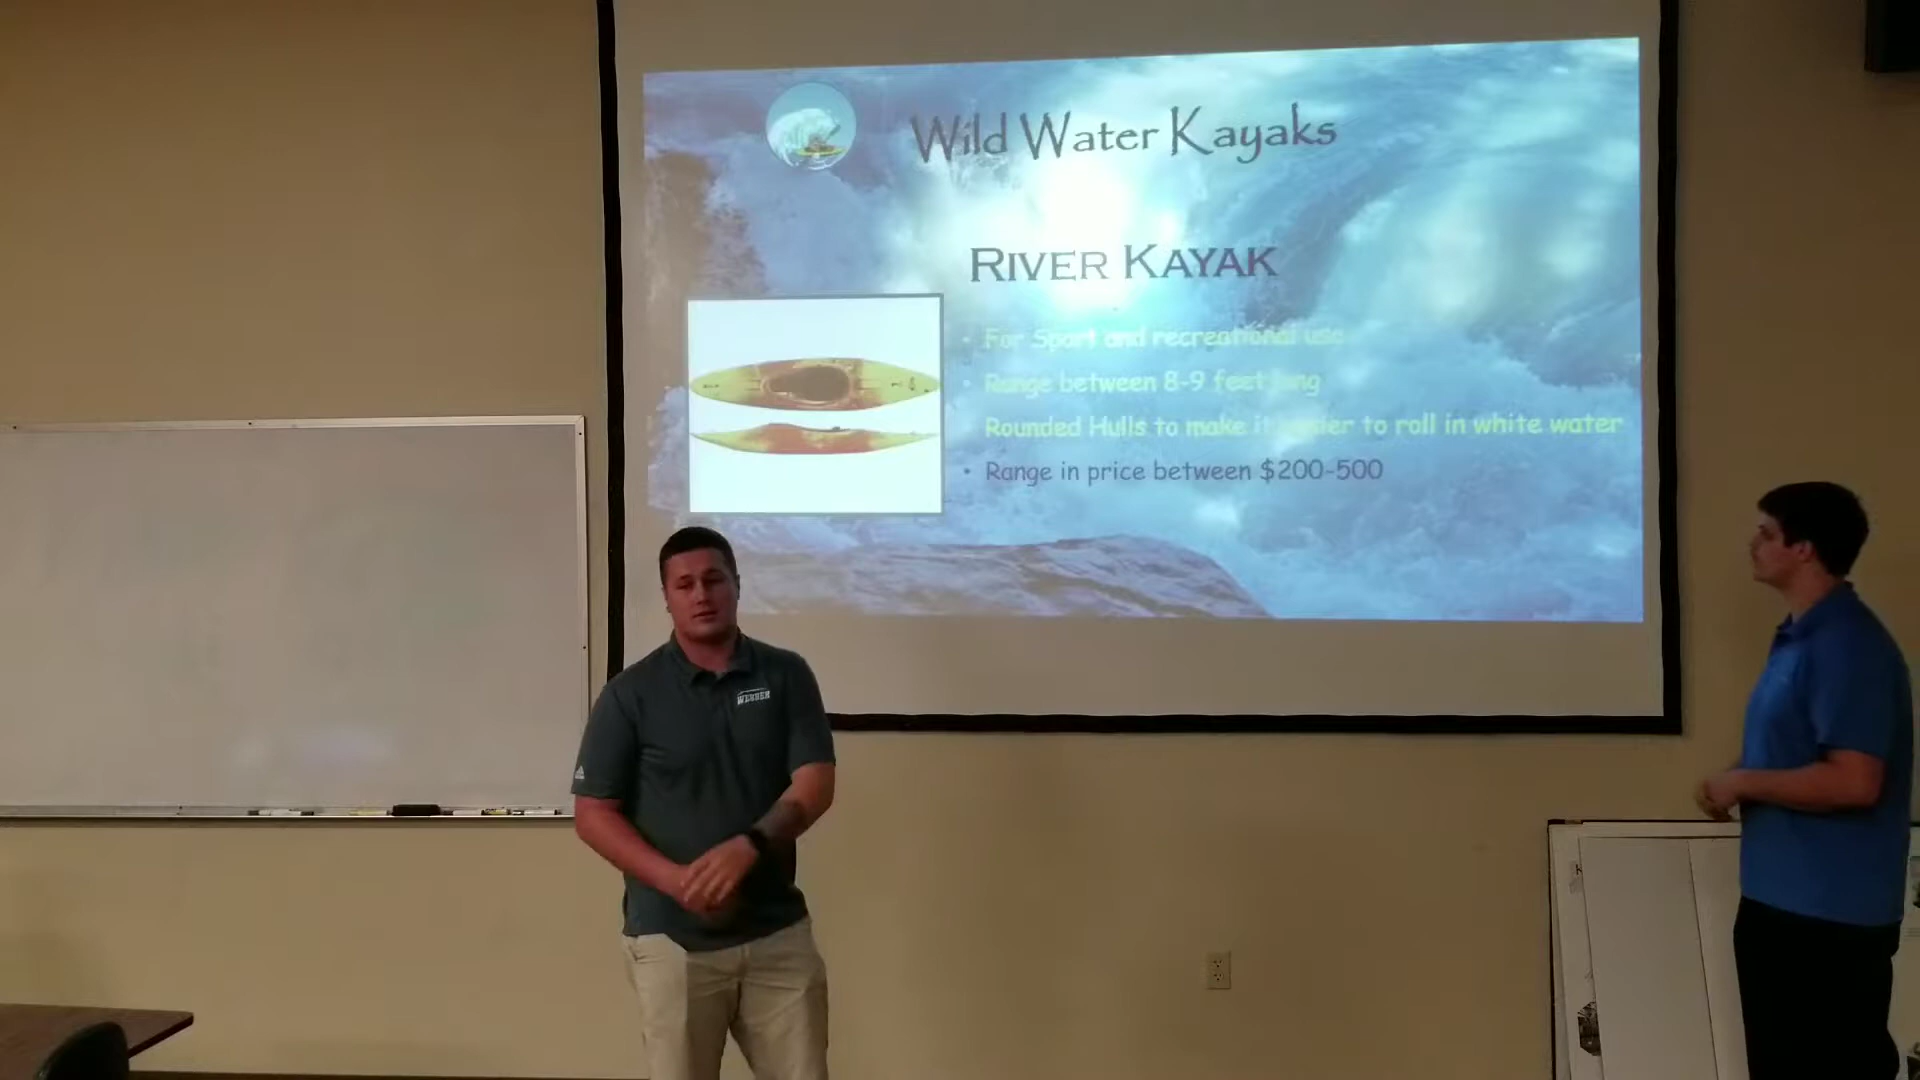 Wild Water Kayaks
RIVER KAYAK
• For Sport and recreational use
• Range between 8-9 feet long
Rounded Hulls to make it easier to roll in white water
• Range in price between $200-500
WEBBER